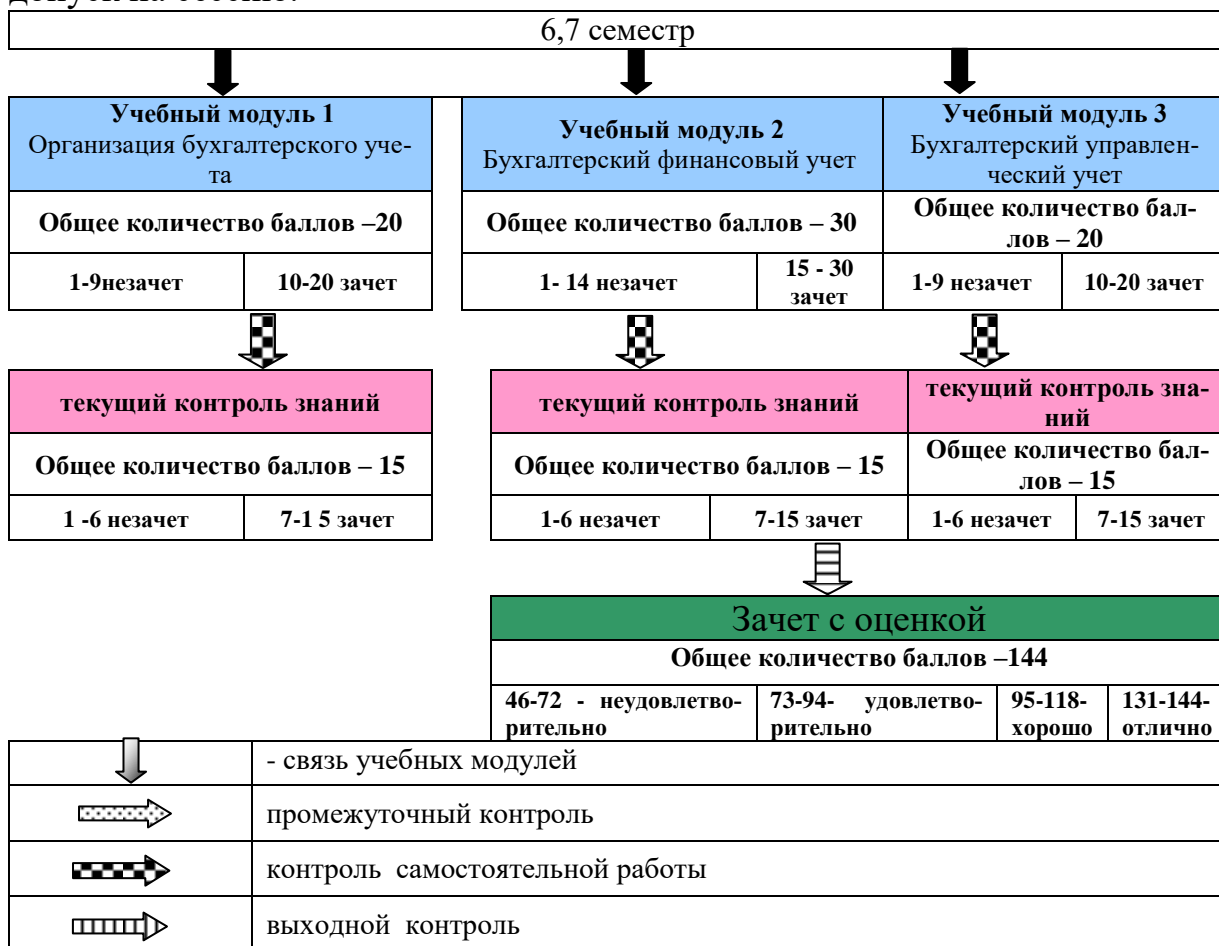 6,7 семестр
Учебный модуль 1
Организация бухгалтерского уче-
та
Учебный модуль 2
Бухгалтерский финансовый учет
Учебный модуль 3
Бухгалтерский управлен-
ческий учет
Общее количество баллов –20
Общее количество баллов – 30
Общее количество бал-
лов – 20
1-9незачет
10-20 зачет
1- 14 незачет
15 - 30
зачет
1-9 незачет
10-20 зачет
текущий контроль знаний
текущий контроль знаний
текущий контроль зна-
ний
Общее количество баллов – 15
Общее количество баллов – 15
Общее количество бал-
лов – 15
1 -6 незачет
7-1 5 зачет
1-6 незачет
7-15 зачет
1-6 незачет
7-15 зачет
Зачет с оценкой
Общее количество баллов –144
46-72 - неудовлетво-
рительно
73-94- удовлетво-
рительно
95-118-
хорошо
131-144-
отлично
- связь учебных модулей
промежуточный контроль
контроль самостоятельной работы
выходной контроль